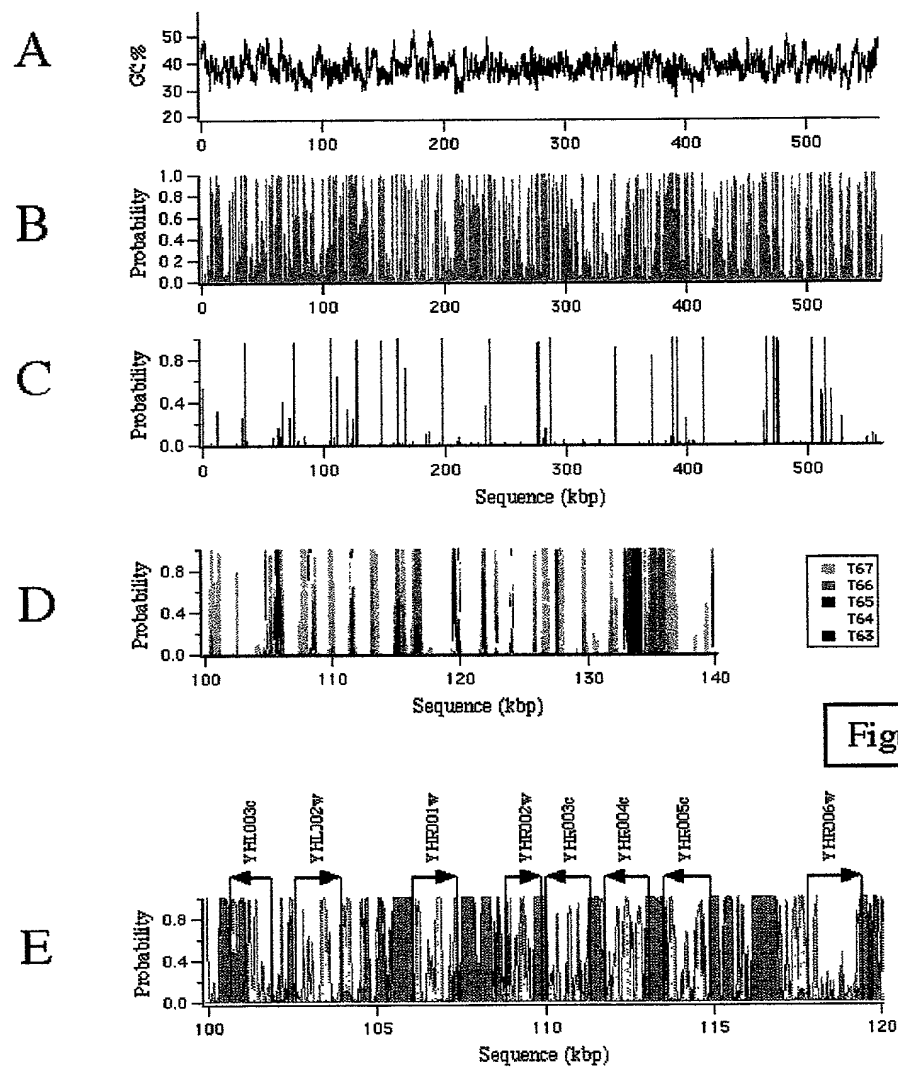 A
GC%
50
40
30
20
0 100 200 300 400 500
B
Probability
1.0
0.8
0.6
0.4
0.2
0.0
0 100 200 300 400 500
C
Probability
0.8
0.4
0.0
0 100 200 300 400 500
Sequence (kbp)
D
Probability
0.8
0.4
0.0
100 110 120 130 140
Sequence (kbp)
T67
T66
T65
T64
T63
Figu
E
YHL003c YHL002w YHR001w YHR002w YHR003c YHR004c YHR005c YHR006w
Probability
0.8
0.4
0.0
100 105 110 115 120
Sequence (kbp)